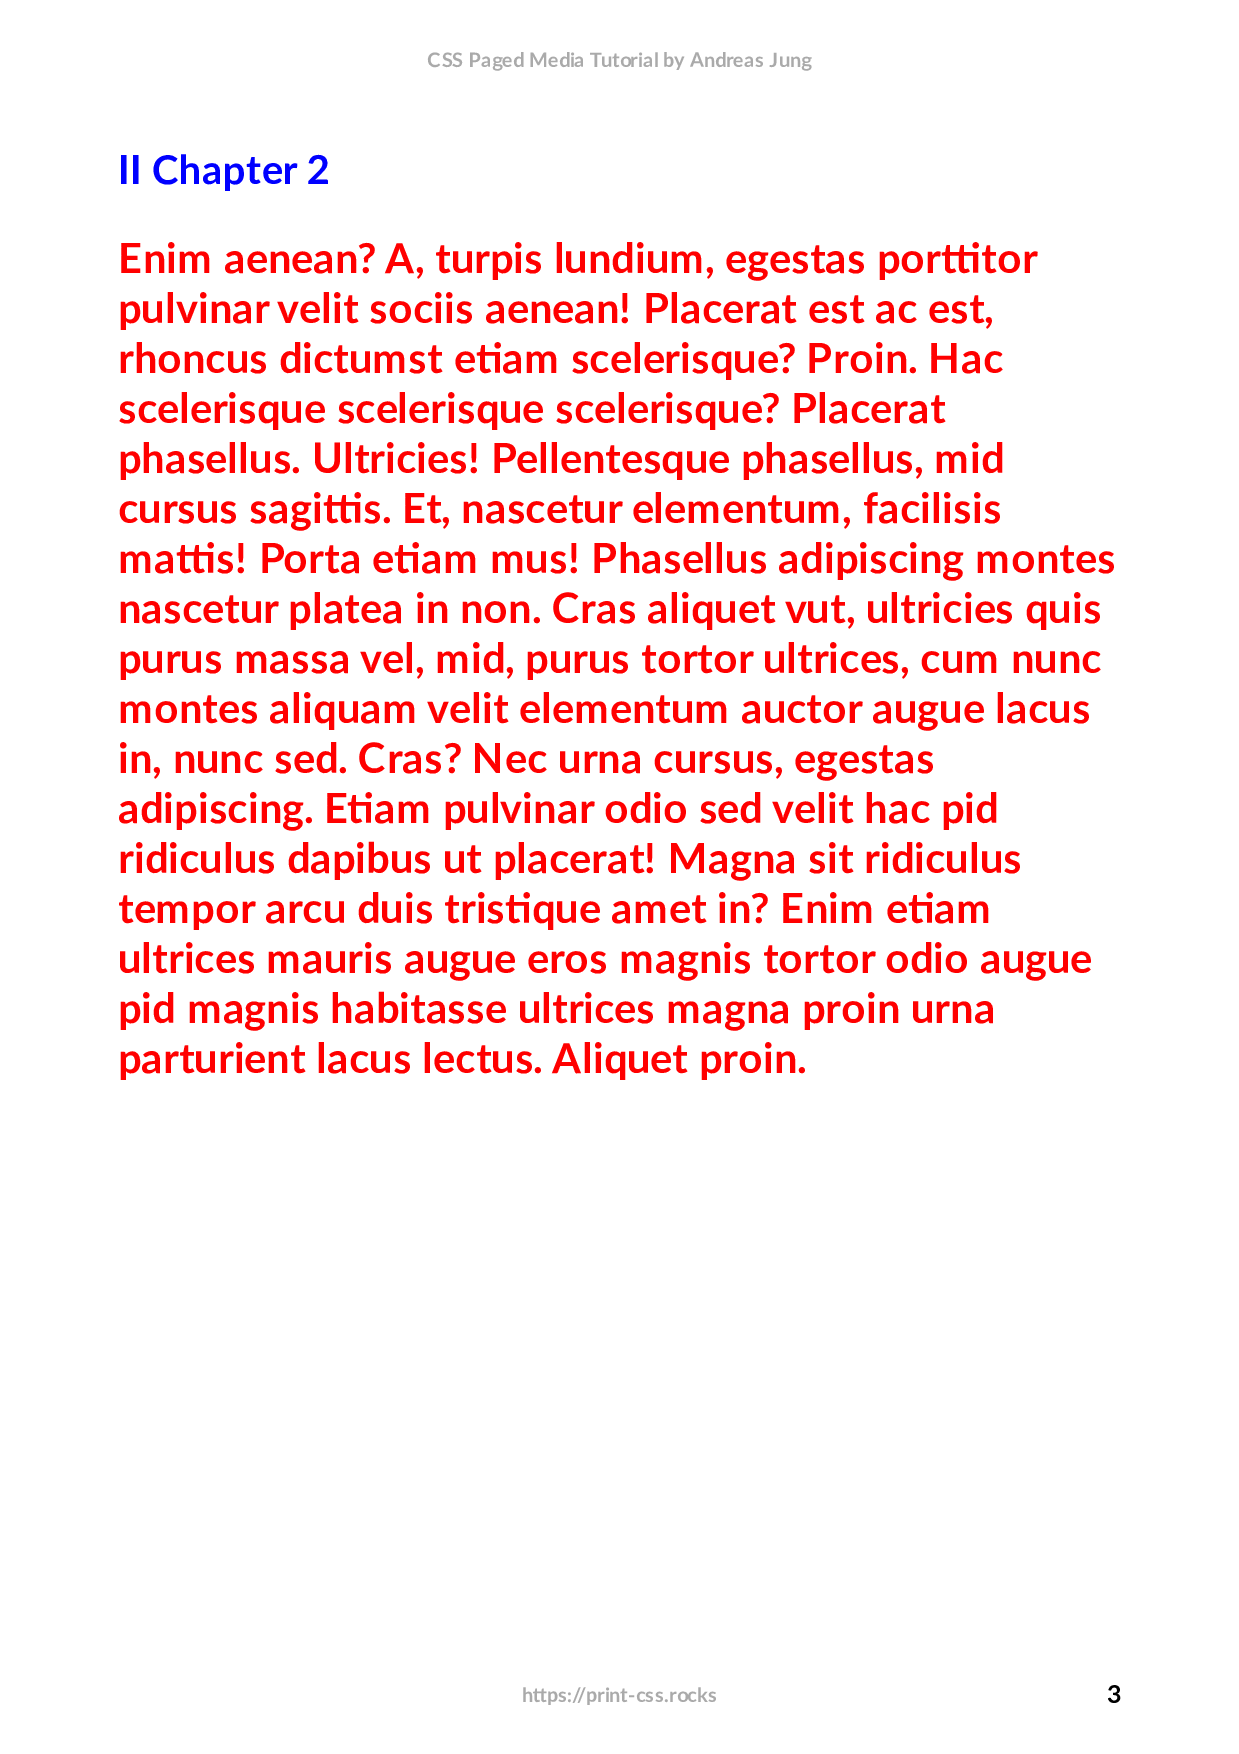 CSS Paged Media Tutorial by Andreas Jung
II Chapter 2
Enim aenean? A, turpis lundium, egestas porttitor
pulvinar velit sociis aenean! Placerat est ac est,
rhoncus dictumst etiam scelerisque? Proin. Hac
scelerisque scelerisque scelerisque? Placerat
phasellus. Ultricies! Pellentesque phasellus, mid
cursus sagittis. Et, nascetur elementum, facilisis
mattis! Porta etiam mus! Phasellus adipiscing montes
nascetur platea in non. Cras aliquet vut, ultricies quis
purus massa vel, mid, purus tortor ultrices, cum nunc
montes aliquam velit elementum auctor augue lacus
in, nunc sed. Cras? Nec urna cursus, egestas
adipiscing. Etiam pulvinar odio sed velit hac pid
ridiculus dapibus ut placerat! Magna sit ridiculus
tempor arcu duis tristique amet in? Enim etiam
ultrices mauris augue eros magnis tortor odio augue
pid magnis habitasse ultrices magna proin urna
parturient lacus lectus. Aliquet proin.
https://print-css.rocks
3